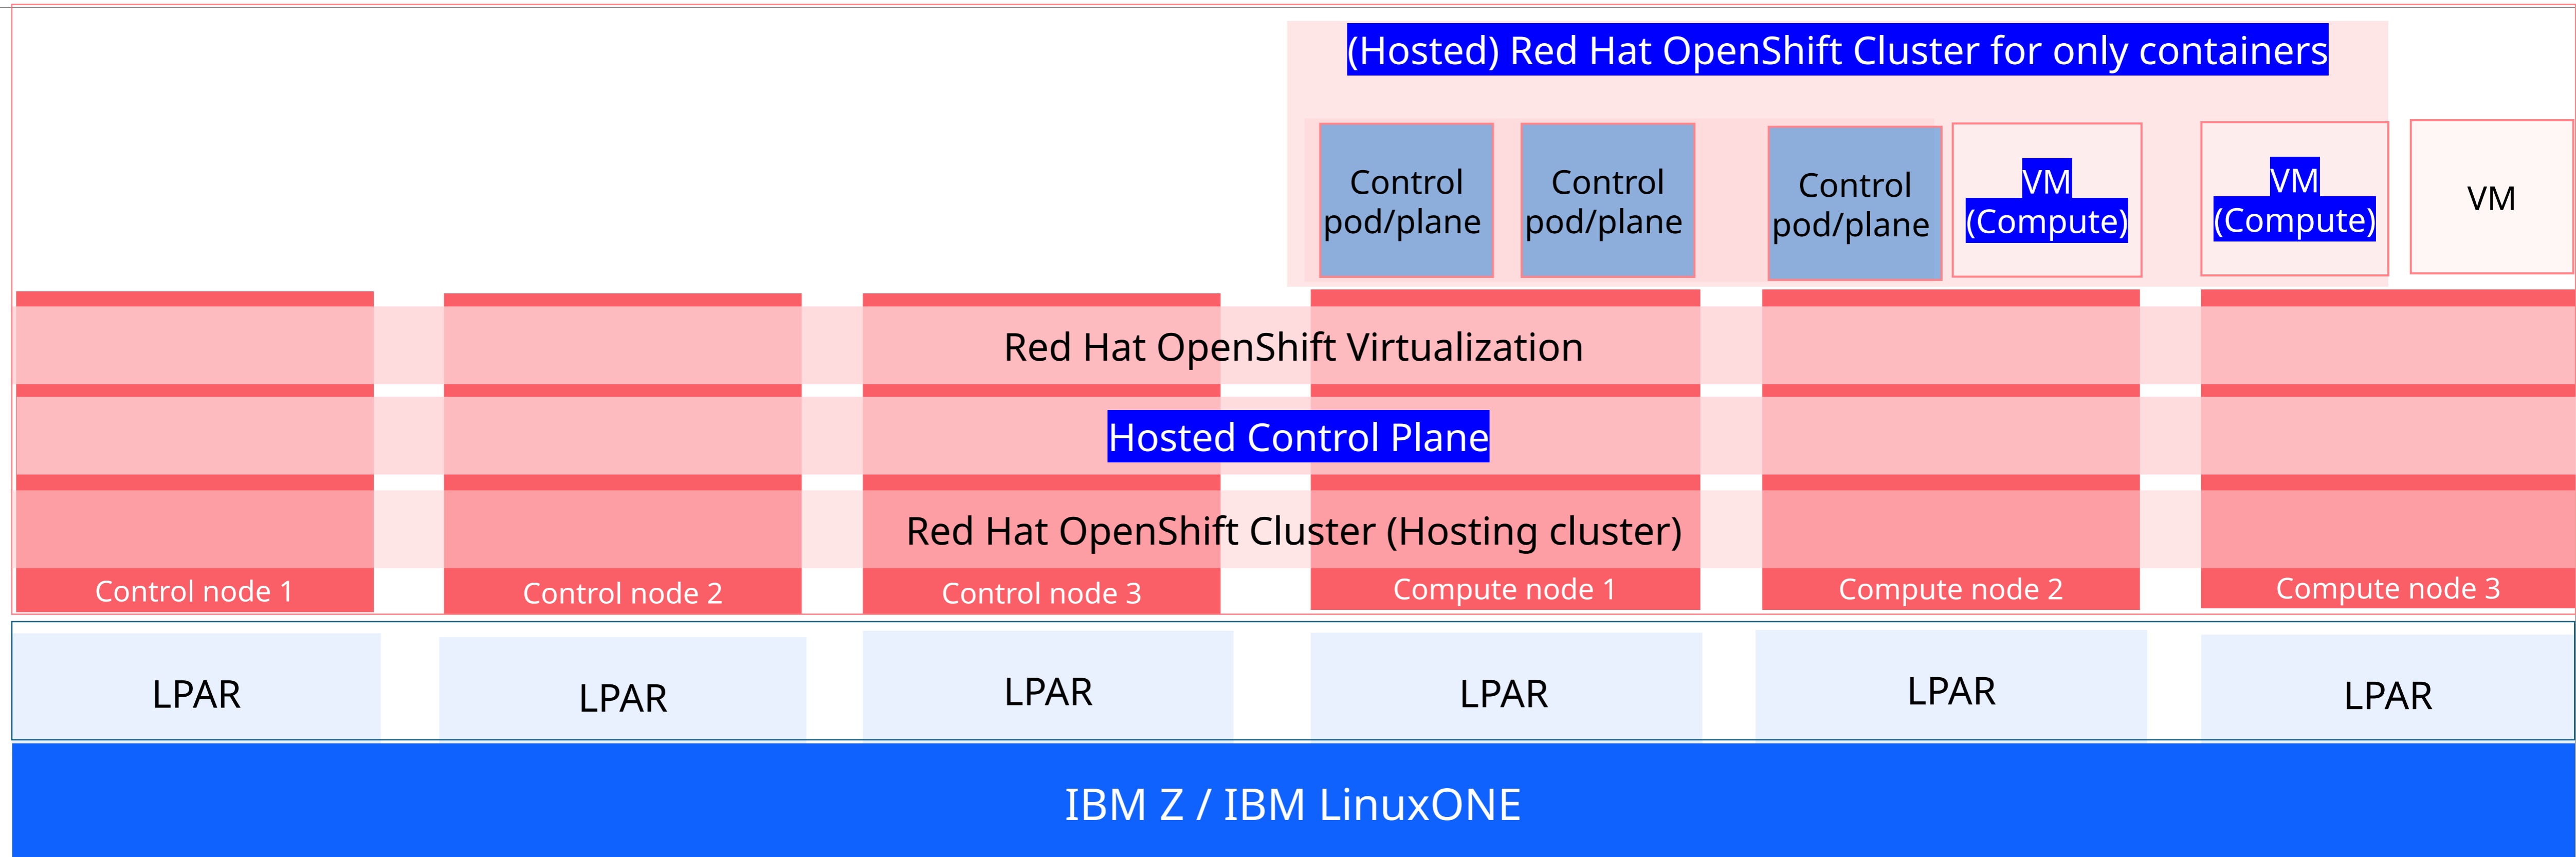 (Hosted) Red Hat OpenShift Cluster for only containers
Control
pod/plane
Control
pod/plane
Control
pod/plane
VM
(Compute)
VM
(Compute)
VM
Red Hat OpenShift Virtualization
Hosted Control Plane
Red Hat OpenShift Cluster (Hosting cluster)
Control node 1
Control node 2
Control node 3
Compute node 1
Compute node 2
Compute node 3
LPAR
LPAR
LPAR
LPAR
LPAR
LPAR
IBM Z / IBM LinuxONE